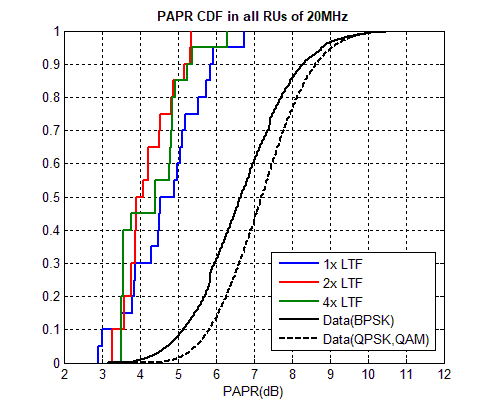 PAPR CDF in all RUs of 20MHz
1
0.9
0.8
0.7
0.6
0.5
0.4
0.3
0.2
0.1
0
1x LTF
2x LTF
4x LTF
Data(BPSK)
Data(QPSK,QAM)
2 3 4 5 6 7 8 9 10 11 12
PAPR(dB)